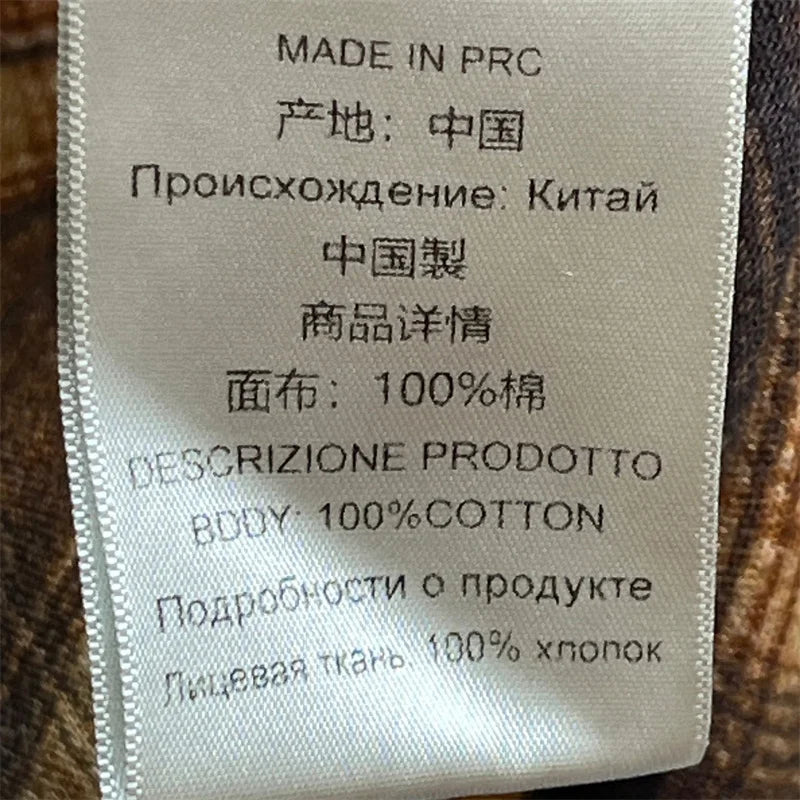 MADE IN PRC
产地：中国
Происхождение: Китай
中国製
商品详情
面布：100%棉
DESCRIZIONE PRODOTTO
BDDY: 100%COTTON
Подробности о продукте
Лицевая ткань: 100% хлопок